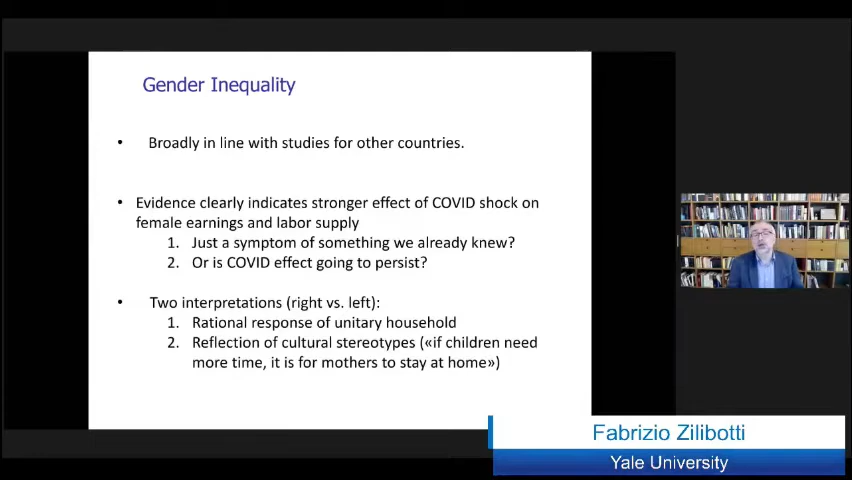 Gender Inequality
• Broadly in line with studies for other countries.
• Evidence clearly indicates stronger effect of COVID shock on
female earnings and labor supply
1. Just a symptom of something we already knew?
2. Or is COVID effect going to persist?
• Two interpretations (right vs. left):
1. Rational response of unitary household
2. Reflection of cultural stereotypes («if children need
more time, it is for mothers to stay at home»)
Fabrizio Zilibotti
Yale University